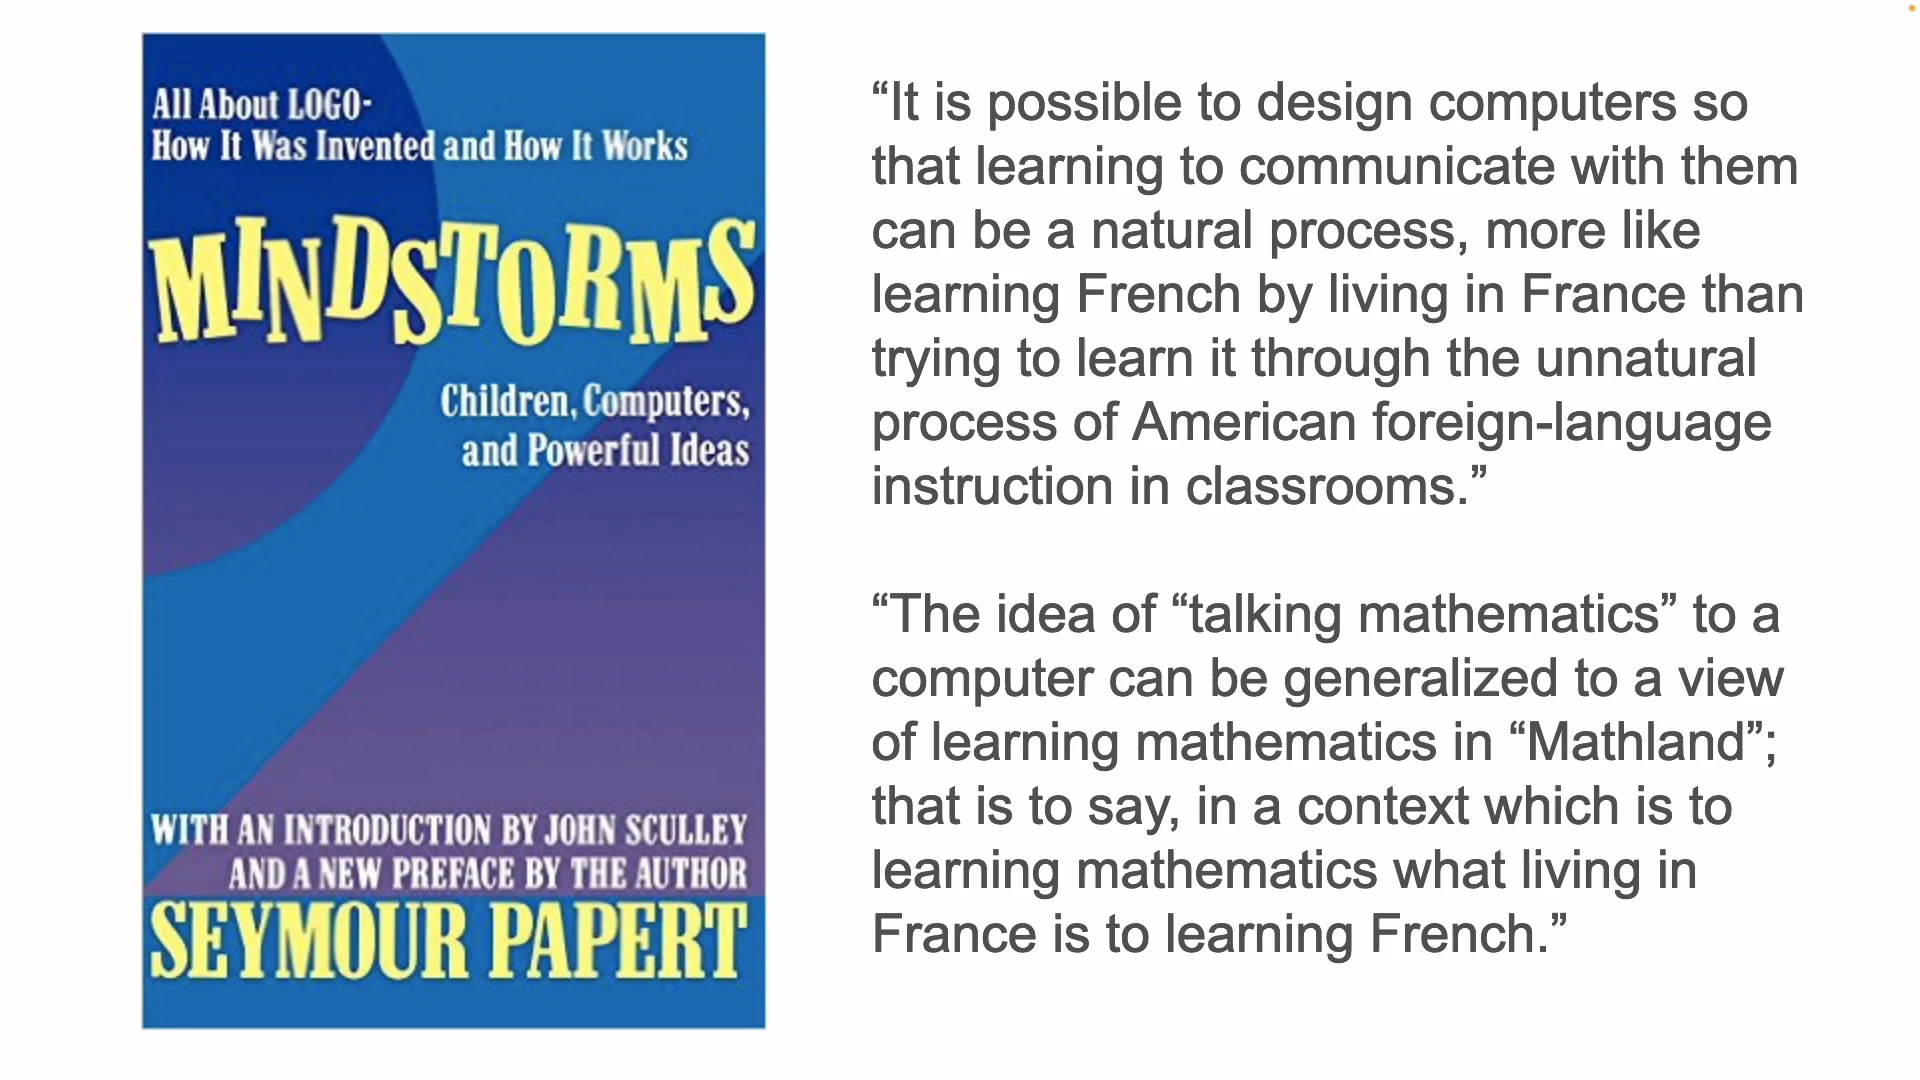 All About LOGO-
How It Was Invented and How It Works
MINDSTORMS
Children, Computers,
and Powerful Ideas
WITH AN INTRODUCTION BY JOHN SCULLEY
AND A NEW PREFACE BY THE AUTHOR
SEYMOUR PAPERT
“It is possible to design computers so
that learning to communicate with them
can be a natural process, more like
learning French by living in France than
trying to learn it through the unnatural
process of American foreign-language
instruction in classrooms.”
“The idea of “talking mathematics” to a
computer can be generalized to a view
of learning mathematics in “Mathland”;
that is to say, in a context which is to
learning mathematics what living in
France is to learning French.”